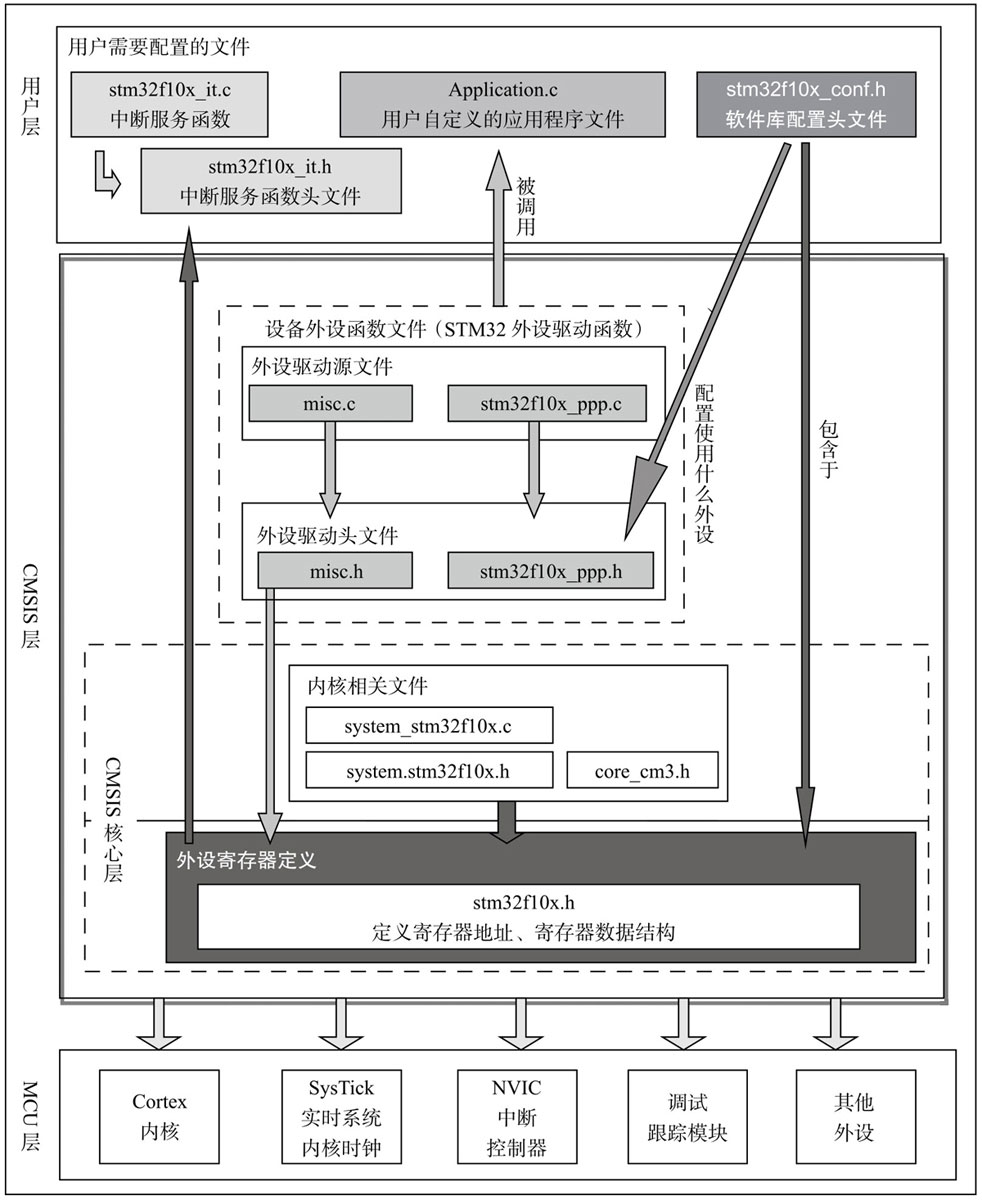 用户层
用户需要配置的文件
stm32f10x_it.c
中断服务函数
Application.c
用户自定义的应用程序文件
stm32f10x_conf.h
软件库配置头文件
stm32f10x_it.h
中断服务函数头文件
被调用
CMSIS层
设备外设函数文件（STM32 外设驱动函数）
外设驱动源文件
misc.c
stm32f10x_ppp.c
配置使用什么外设
包含于
外设驱动头文件
misc.h
stm32f10x_ppp.h
CMSIS核心层
内核相关文件
system_stm32f10x.c
system.stm32f10x.h
core_cm3.h
外设寄存器定义
stm32f10x.h
定义寄存器地址、寄存器数据结构
MCU层
Cortex
内核
SysTick
实时系统
内核时钟
NVIC
中断
控制器
调试
跟踪模块
其他
外设